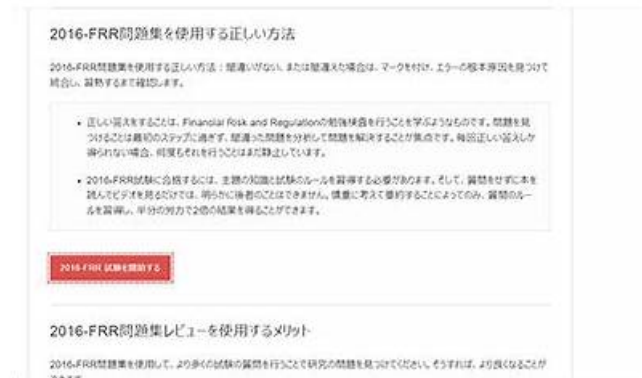 2016-FRR問題集を使用する正しい方法
2016-FRR問題集を使用する正しい方法：間違いがない、または間違えた場合は、マークを付け、エラーの根本原因を見つけて
統合し、習熟するまで確認します。
正しい答えをすることは、Financial Risk and Regulationの勉強検査を行うことを学ぶようなものです。問題を見
つけることは最初のステップに過ぎず、間違った問題を分析して問題を解決することが焦点です。毎回正しい答えしか
得られない場合、何度もそれを行うことはまだ静止しています。
2016-FRR試験に合格するには、主題の知識と試験のルールを習得する必要があります。そして、質問をせずに本を
読んでビデオを見るだけでは、明らかに後者のことはできません。慎重に考えて要約することによってのみ、質問のルー
ルを習得し、半分の労力で2倍の結果を得ることができます。
2016-FRR 試験を開始する
2016-FRR問題集レビューを使用するメリット
2016-FRR問題集を使用して、より多くの試験の質問を行うことで研究の問題を見つけてください。そうすれば、より良くなることが
できます。